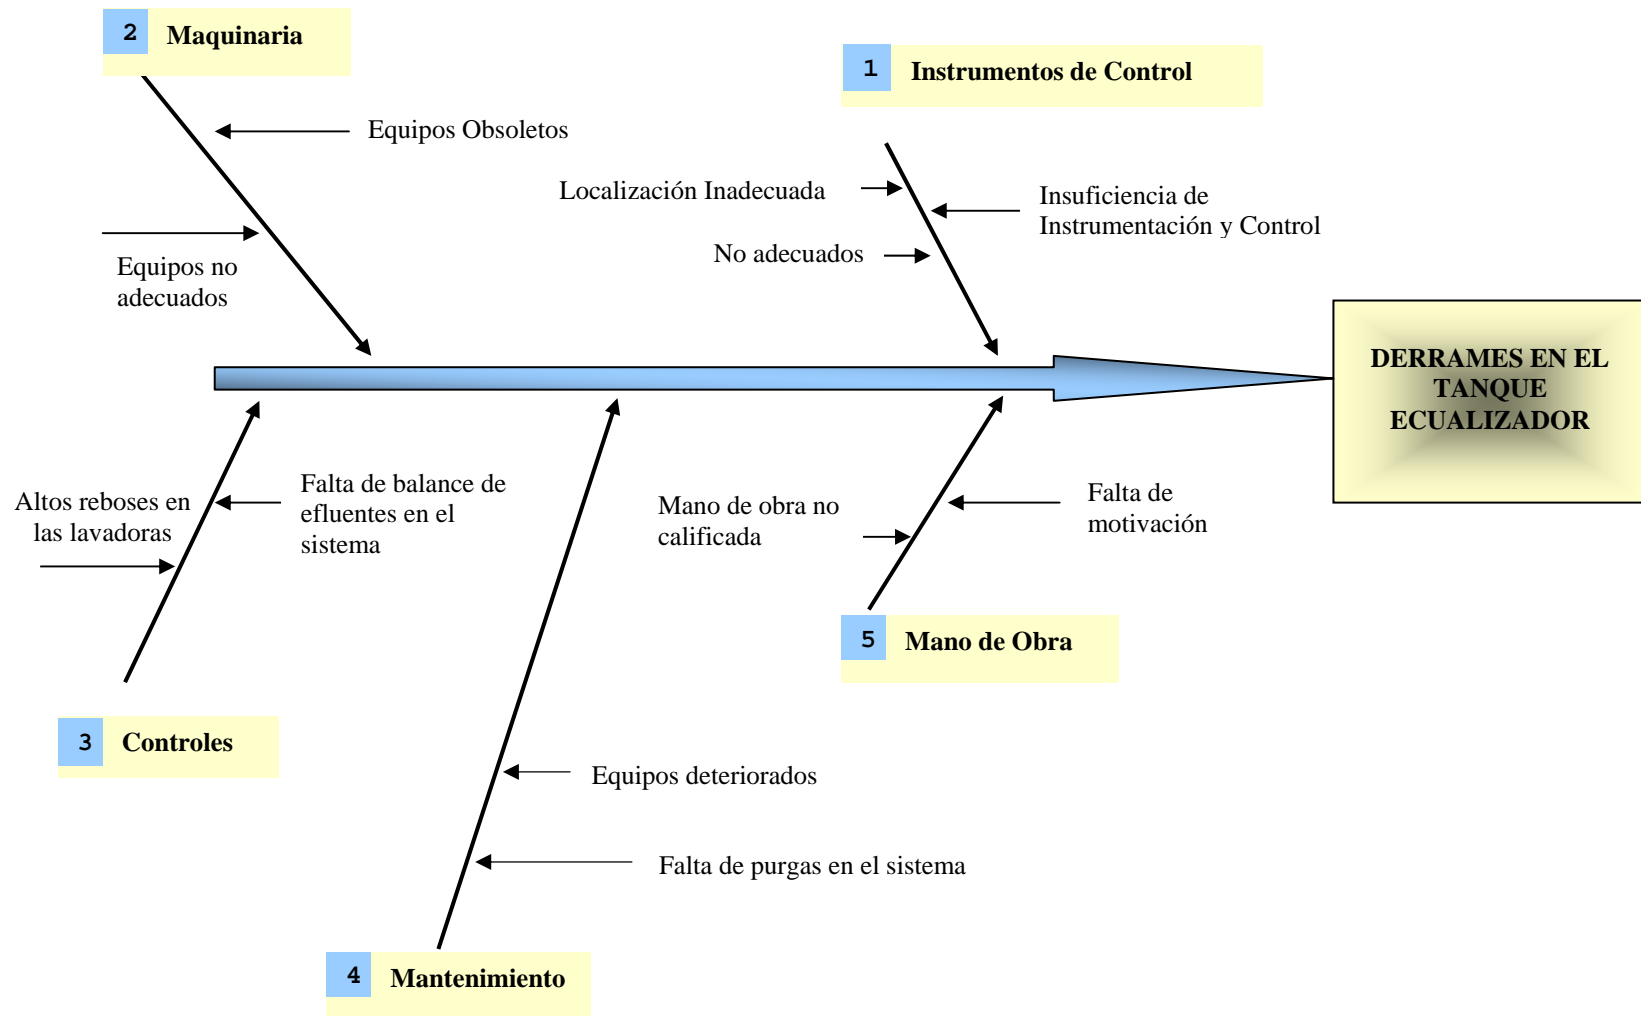 2 Maquinaria
1 Instrumentos de Control
Equipos Obsoletos
Localización Inadecuada
Insuficiencia de
Instrumentación y Control
No adecuados
Equipos no
adecuados
DERRAMES EN EL
TANQUE
ECUALIZADOR
Altos reboses en
las lavadoras
Falta de balance de
efluentes en el
sistema
Mano de obra no
calificada
Falta de
motivación
5 Mano de Obra
3 Controles
Equipos deteriorados
Falta de purgas en el sistema
4 Mantenimiento